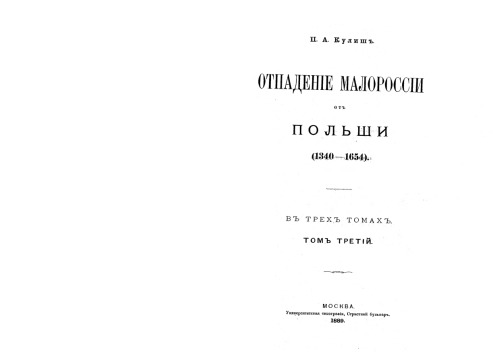 П. А. Кулишъ.
ОТПАДЕНІЕ МАЛОРОССІИ
отъ
ПОЛЬШИ
(1340—1654).
ВЪ ТРЕХЪ ТОМАХЪ.
ТОМЪ ТРЕТІЙ.
МОСКВА.
Университетская типографія, Страстной бульваръ.
1889.